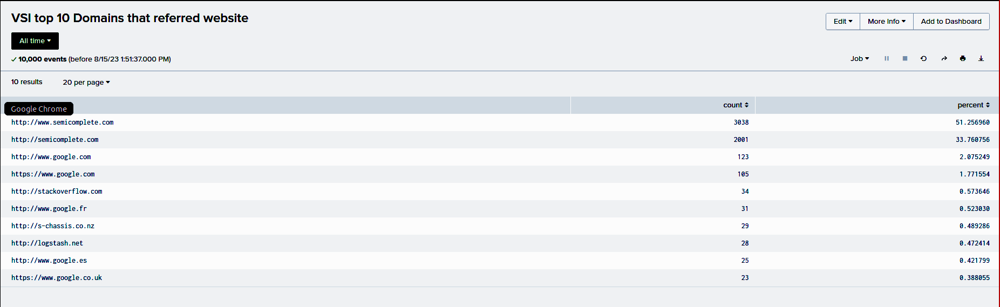 VSI top 10 Domains that referred website
Edit More Info Add to Dashboard
All time
10,000 events (before 8/15/23 1:51:37.000 PM)
Job
10 results 20 per page
Google Chrome count percent
http://www.semicomplete.com 3038 51.256960
http://semicomplete.com 2001 33.760756
http://www.google.com 123 2.075249
https://www.google.com 105 1.771554
http://stackoverflow.com 34 0.573646
http://www.google.fr 31 0.523030
http://s-chassis.co.nz 29 0.489286
http://logstash.net 28 0.472414
http://www.google.es 25 0.421799
https://www.google.co.uk 23 0.388055